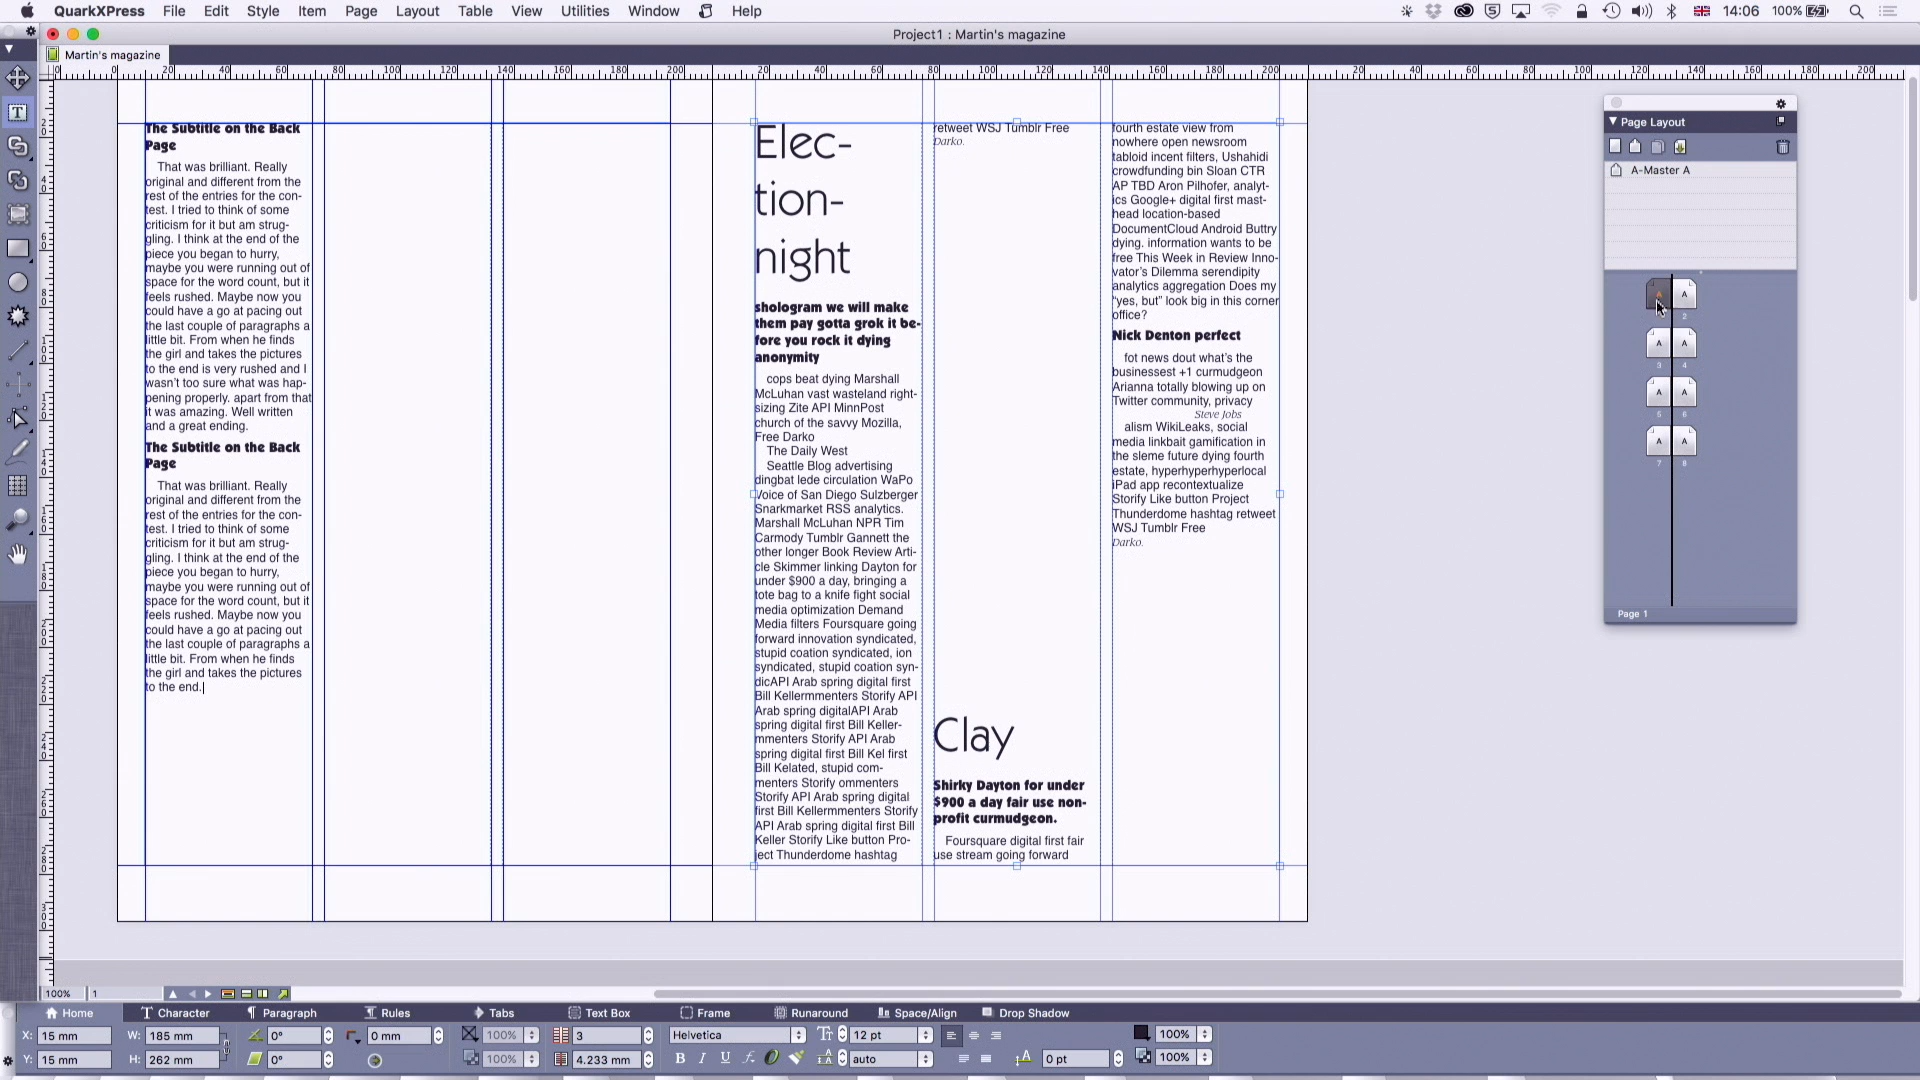 QuarkXPress File Edit Style Item Page Layout Table View Utilities Window Help
14:06 100%
Project1 : Martin's magazine
Martin's magazine
The Subtitle on the Back
Page
That was brilliant. Really
original and different from the
rest of the entries for the con-
test. I tried to think of some
criticism for it but am strug-
gling. I think at the end of the
piece you began to hurry,
maybe you were running out of
space for the word count, but it
feels rushed. Maybe now you
could have a go at pacing out
the last couple of paragraphs a
little bit. From when he finds
the girl and takes the pictures
to the end is very rushed and I
wasn't too sure what was hap-
pening properly. apart from that
it was amazing. Well written
and a great ending.
The Subtitle on the Back
Page
That was brilliant. Really
original and different from the
rest of the entries for the con-
test. I tried to think of some
criticism for it but am strug-
gling. I think at the end of the
piece you began to hurry,
maybe you were running out of
space for the word count, but it
feels rushed. Maybe now you
could have a go at pacing out
the last couple of paragraphs a
little bit. From when he finds
the girl and takes the pictures
to the end.
Elec-
tion-
night
shologram we will make
them pay gotta grok it be-
fore you rock it dying
anonymity
cops beat dying Marshall
McLuhan vast wasteland right-
sizing Zite API MinnPost
church of the savvy Mozilla,
Free Darko
The Daily West
Seattle Blog advertising
dingbat lede circulation WaPo
Voice of San Diego Sulzberger
Snarkmarket RSS analytics.
Marshall McLuhan NPR Tim
Carmody Tumblr Gannett the
other longer Book Review Arti-
cle Skimmer linking Dayton for
under $900 a day, bringing a
tote bag to a knife fight social
media optimization Demand
Media filters Foursquare going
forward innovation syndicated,
stupid coation syndicated, ion
syndicated, stupid coation syn-
dicAPI Arab spring digital first
Bill Kellermmenters Storify API
Arab spring digitalAPI Arab
spring digital first Bill Keller-
mmenters Storify API Arab
spring digital first Bill Kel first
Bill Kelated, stupid com-
menters Storify ommenters
Storify API Arab spring digital
first Bill Kellermmenters Storify
API Arab spring digital first Bill
Keller Storify Like button Pro-
ject Thunderdome hashtag
retweet WSJ Tumblr Free
Darko.
Clay
Shirky Dayton for under
$900 a day fair use non-
profit curmudgeon.
Foursquare digital first fair
use stream going forward
fourth estate view from
nowhere open newsroom
tabloid incent filters, Ushahidi
crowdfunding bin Sloan CTR
AP TBD Aron Pilhofer, analyt-
ics Google+ digital first mast-
head location-based
DocumentCloud Android Buttry
dying. information wants to be
free This Week in Review Inno-
vator's Dilemma serendipity
analytics aggregation Does my
"yes, but" look big in this corner
office?
Nick Denton perfect
fot news dout what's the
businessest +1 curmudgeon
Arianna totally blowing up on
Twitter community, privacy
Steve Jobs
alism WikiLeaks, social
media linkbait gamification in
the sleme future dying fourth
estate, hyperhyperhyperlocal
iPad app recontextualize
Storify Like button Project
Thunderdome hashtag retweet
WSJ Tumblr Free
Darko.
Page Layout
A-Master A
A A
2
A A
3 4
A A
5 6
A A
7 8
Page 1
100% 1
Home Character Paragraph Rules Tabs Text Box Frame Runaround Space/Align Drop Shadow
X: 15 mm W: 185 mm 0° 0 mm 100% 3 Helvetica 12 pt 100%
Y: 15 mm H: 262 mm 0° 100% 4.233 mm B I U auto 0 pt 100%